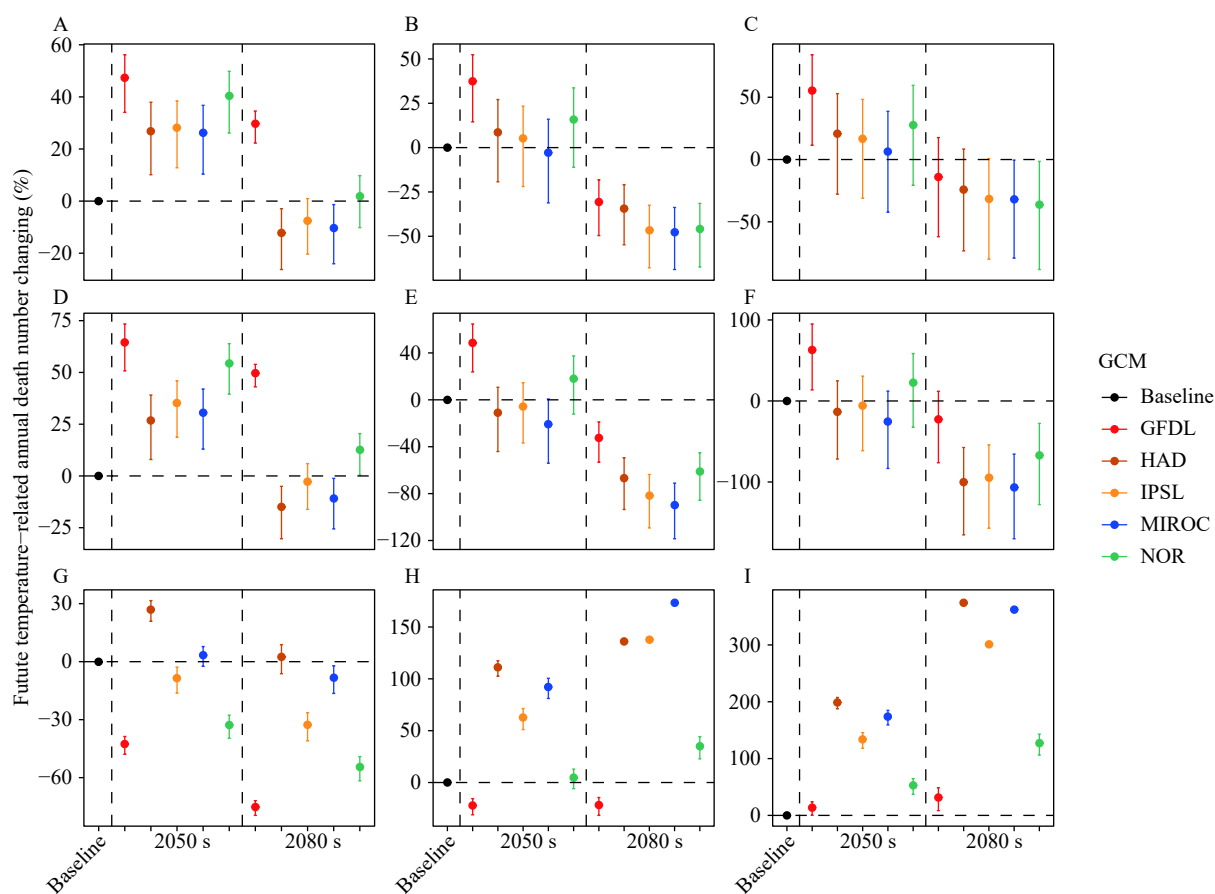 A
B
C
60
40
20
0
−20
50
25
0
−25
−50
50
0
−50
D
E
F
75
50
25
0
−25
40
0
−40
−80
−120
100
0
−100
G
H
I
30
0
−30
−60
150
100
50
0
300
200
100
0
Futute temperature−related annual death number changing (%)
Baseline
2050 s
2080 s
Baseline
2050 s
2080 s
Baseline
2050 s
2080 s
GCM
Baseline
GFDL
HAD
IPSL
MIROC
NOR